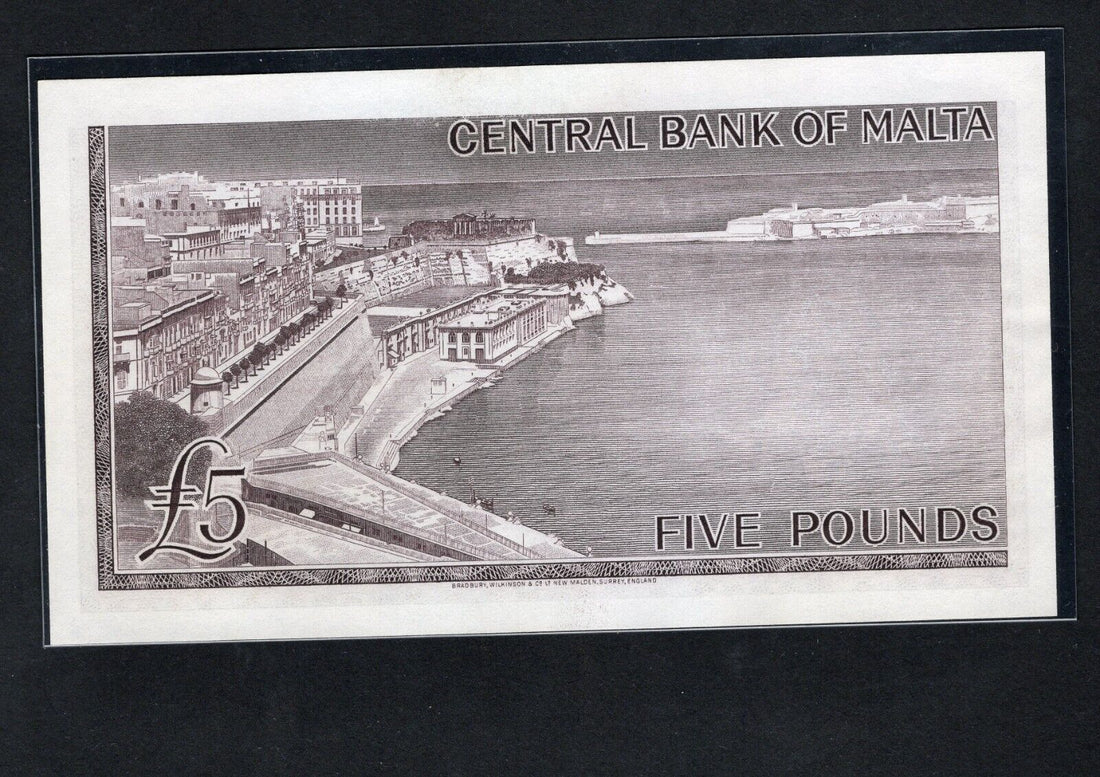 CENTRAL BANK OF MALTA
£5
FIVE POUNDS
BRADBURY, WILKINSON & Cº Lᵀ NEW MALDEN, SURREY, ENGLAND